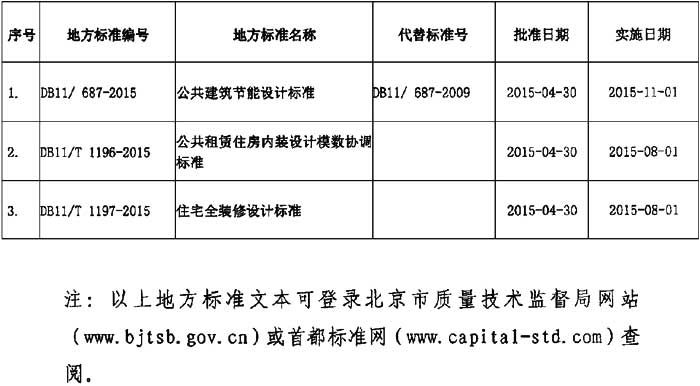 序号 地方标准编号 地方标准名称 代替标准号 批准日期 实施日期
1. DB11/ 687-2015 公共建筑节能设计标准 DB11/ 687-2009 2015-04-30 2015-11-01
2. DB11/T 1196-2015 公共租赁住房内装设计模数协调 2015-04-30 2015-08-01
标准
3. DB11/T 1197-2015 住宅全装修设计标准 2015-04-30 2015-08-01
注：以上地方标准文本可登录北京市质量技术监督局网站
（www.bjtsb.gov.cn）或首都标准网（www.capital-std.com）查
阅．